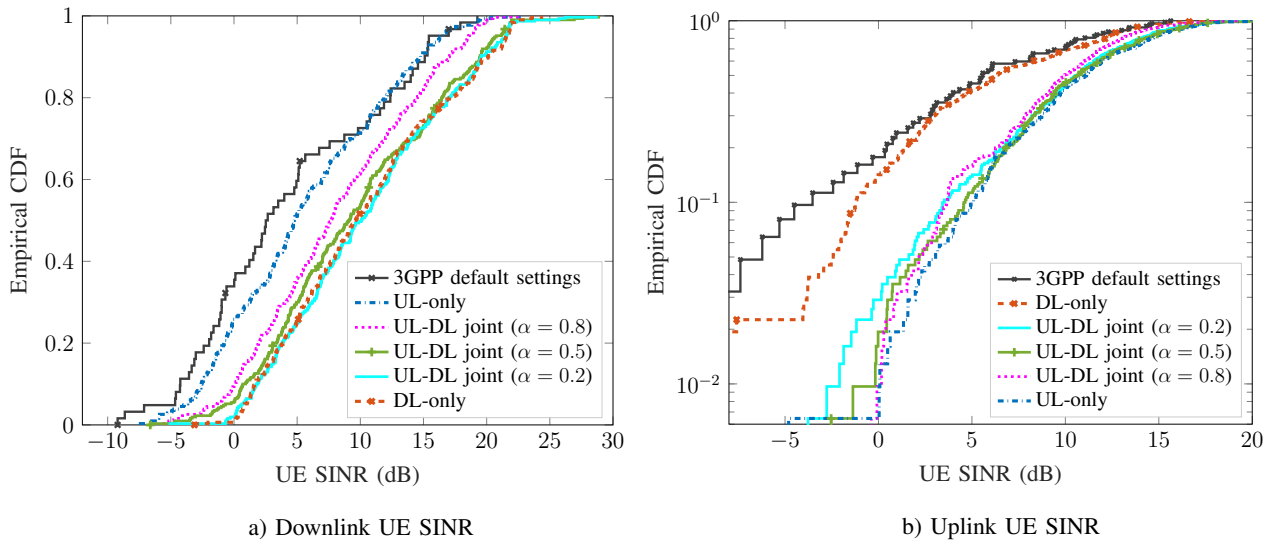 1
0.8
0.6
0.4
0.2
0
Empirical CDF
−10 −5 0 5 10 15 20 25 30
UE SINR (dB)
3GPP default settings
UL-only
UL-DL joint (α = 0.8)
UL-DL joint (α = 0.5)
UL-DL joint (α = 0.2)
DL-only
a) Downlink UE SINR
10^0
10^−1
10^−2
Empirical CDF
−5 0 5 10 15 20
UE SINR (dB)
3GPP default settings
DL-only
UL-DL joint (α = 0.2)
UL-DL joint (α = 0.5)
UL-DL joint (α = 0.8)
UL-only
b) Uplink UE SINR